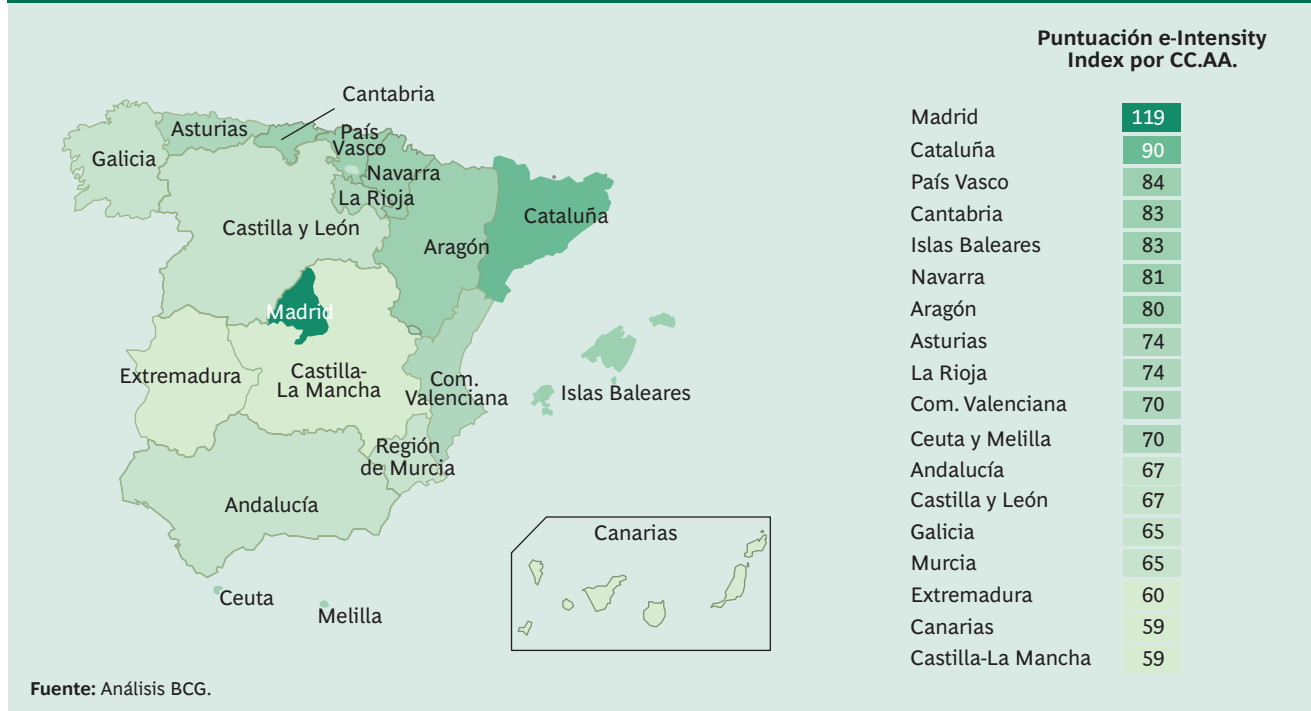 Puntuación e-Intensity
Index por CC.AA.
Cantabria
Asturias
País
Vasco
Galicia
Navarra
La Rioja
Castilla y León
Cataluña
Aragón
Madrid
Extremadura
Castilla-
La Mancha
Com.
Valenciana
Islas Baleares
Región
de Murcia
Andalucía
Canarias
Ceuta
Melilla
Madrid 119
Cataluña 90
País Vasco 84
Cantabria 83
Islas Baleares 83
Navarra 81
Aragón 80
Asturias 74
La Rioja 74
Com. Valenciana 70
Ceuta y Melilla 70
Andalucía 67
Castilla y León 67
Galicia 65
Murcia 65
Extremadura 60
Canarias 59
Castilla-La Mancha 59
Fuente: Análisis BCG.